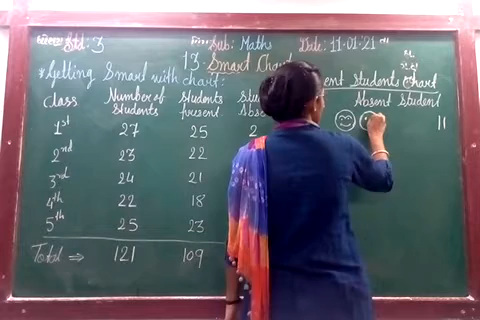 Std: 3 Sub: Maths Date: 11·01·21
13. Smart Cha
*Getting Smart with chart:
ent students Chart
Class Number of students Students present Absent student
1st 27 25 2 11
2nd 23 22
3rd 24 21
4th 22 18
5th 25 23
Total ⇒ 121 109